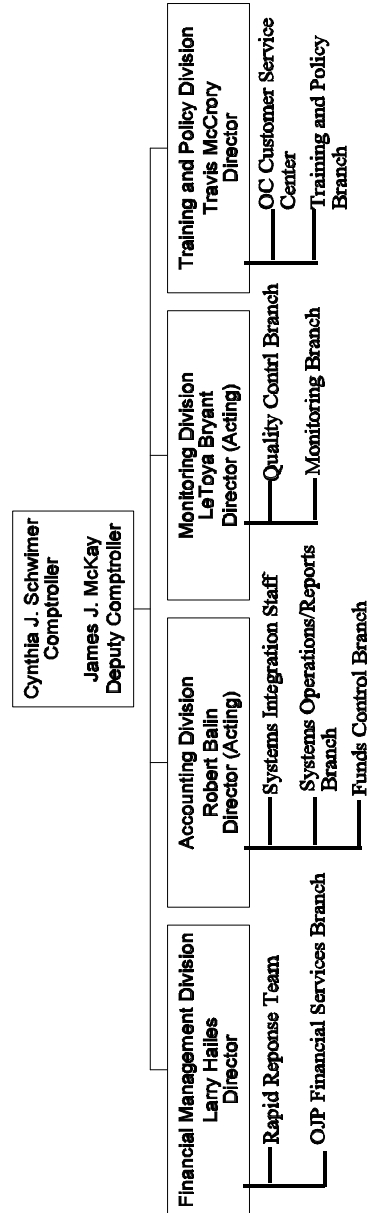 Cynthia J. Schwimer
Comptroller
James J. McKay
Deputy Comptroller
Financial Management Division
Larry Hailes
Director
Rapid Reponse Team
OJP Financial Services Branch
Accounting Division
Robert Balin
Director (Acting)
Systems Integration Staff
Systems Operations/Reports
Branch
Funds Control Branch
Monitoring Division
LeToya Bryant
Director (Acting)
Quality Contrl Branch
Monitoring Branch
Training and Policy Division
Travis McCrory
Director
OC Customer Service
Center
Training and Policy
Branch